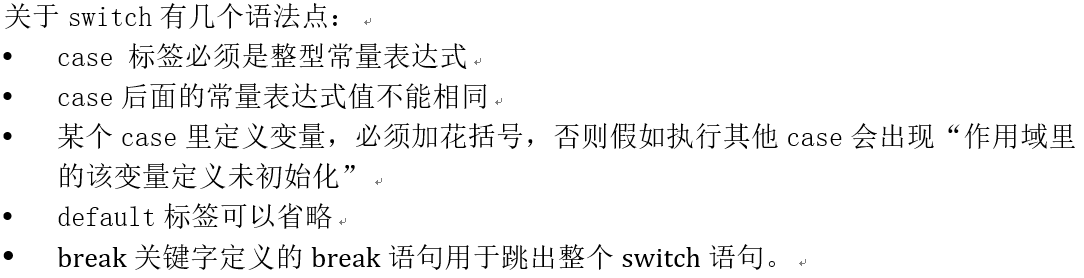 关于 switch 有几个语法点：
• case 标签必须是整型常量表达式
• case 后面的常量表达式值不能相同
• 某个 case 里定义变量，必须加花括号，否则假如执行其他 case 会出现“作用域里
的该变量定义未初始化”
• default 标签可以省略
• break 关键字定义的 break 语句用于跳出整个 switch 语句。